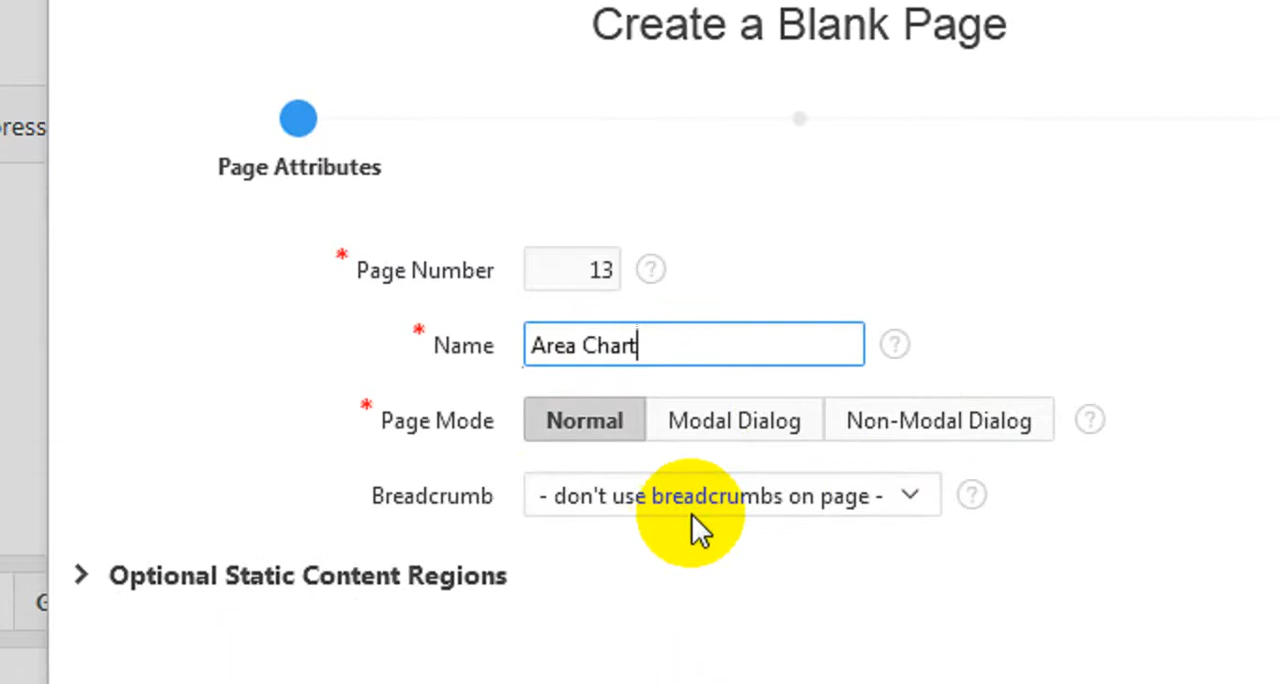 Create a Blank Page
ress
Page Attributes
* Page Number 13 ?
* Name Area Chart ?
* Page Mode Normal Modal Dialog Non-Modal Dialog ?
Breadcrumb - don't use breadcrumbs on page - ?
Optional Static Content Regions